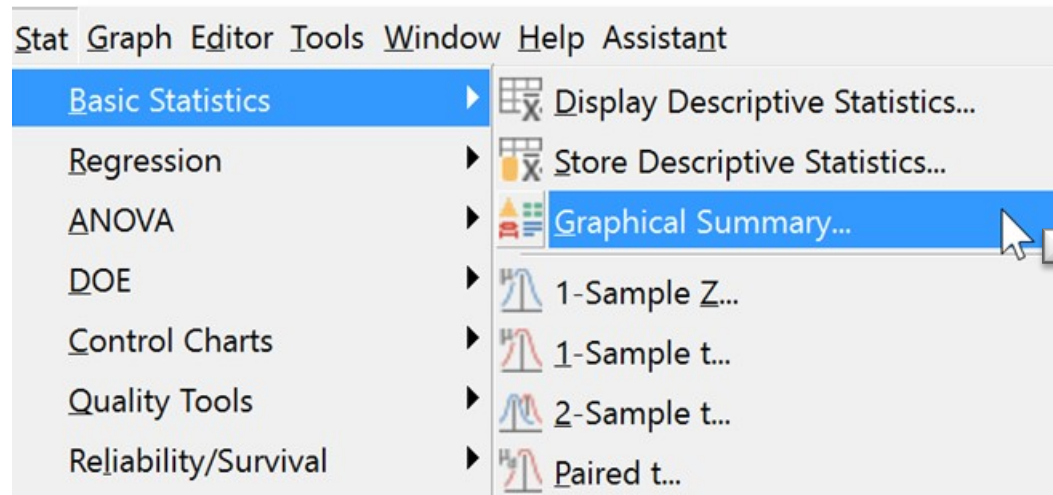 Stat Graph Editor Tools Window Help Assistant
Basic Statistics
Regression
ANOVA
DOE
Control Charts
Quality Tools
Reliability/Survival
Display Descriptive Statistics...
Store Descriptive Statistics...
Graphical Summary...
1-Sample Z...
1-Sample t...
2-Sample t...
Paired t...